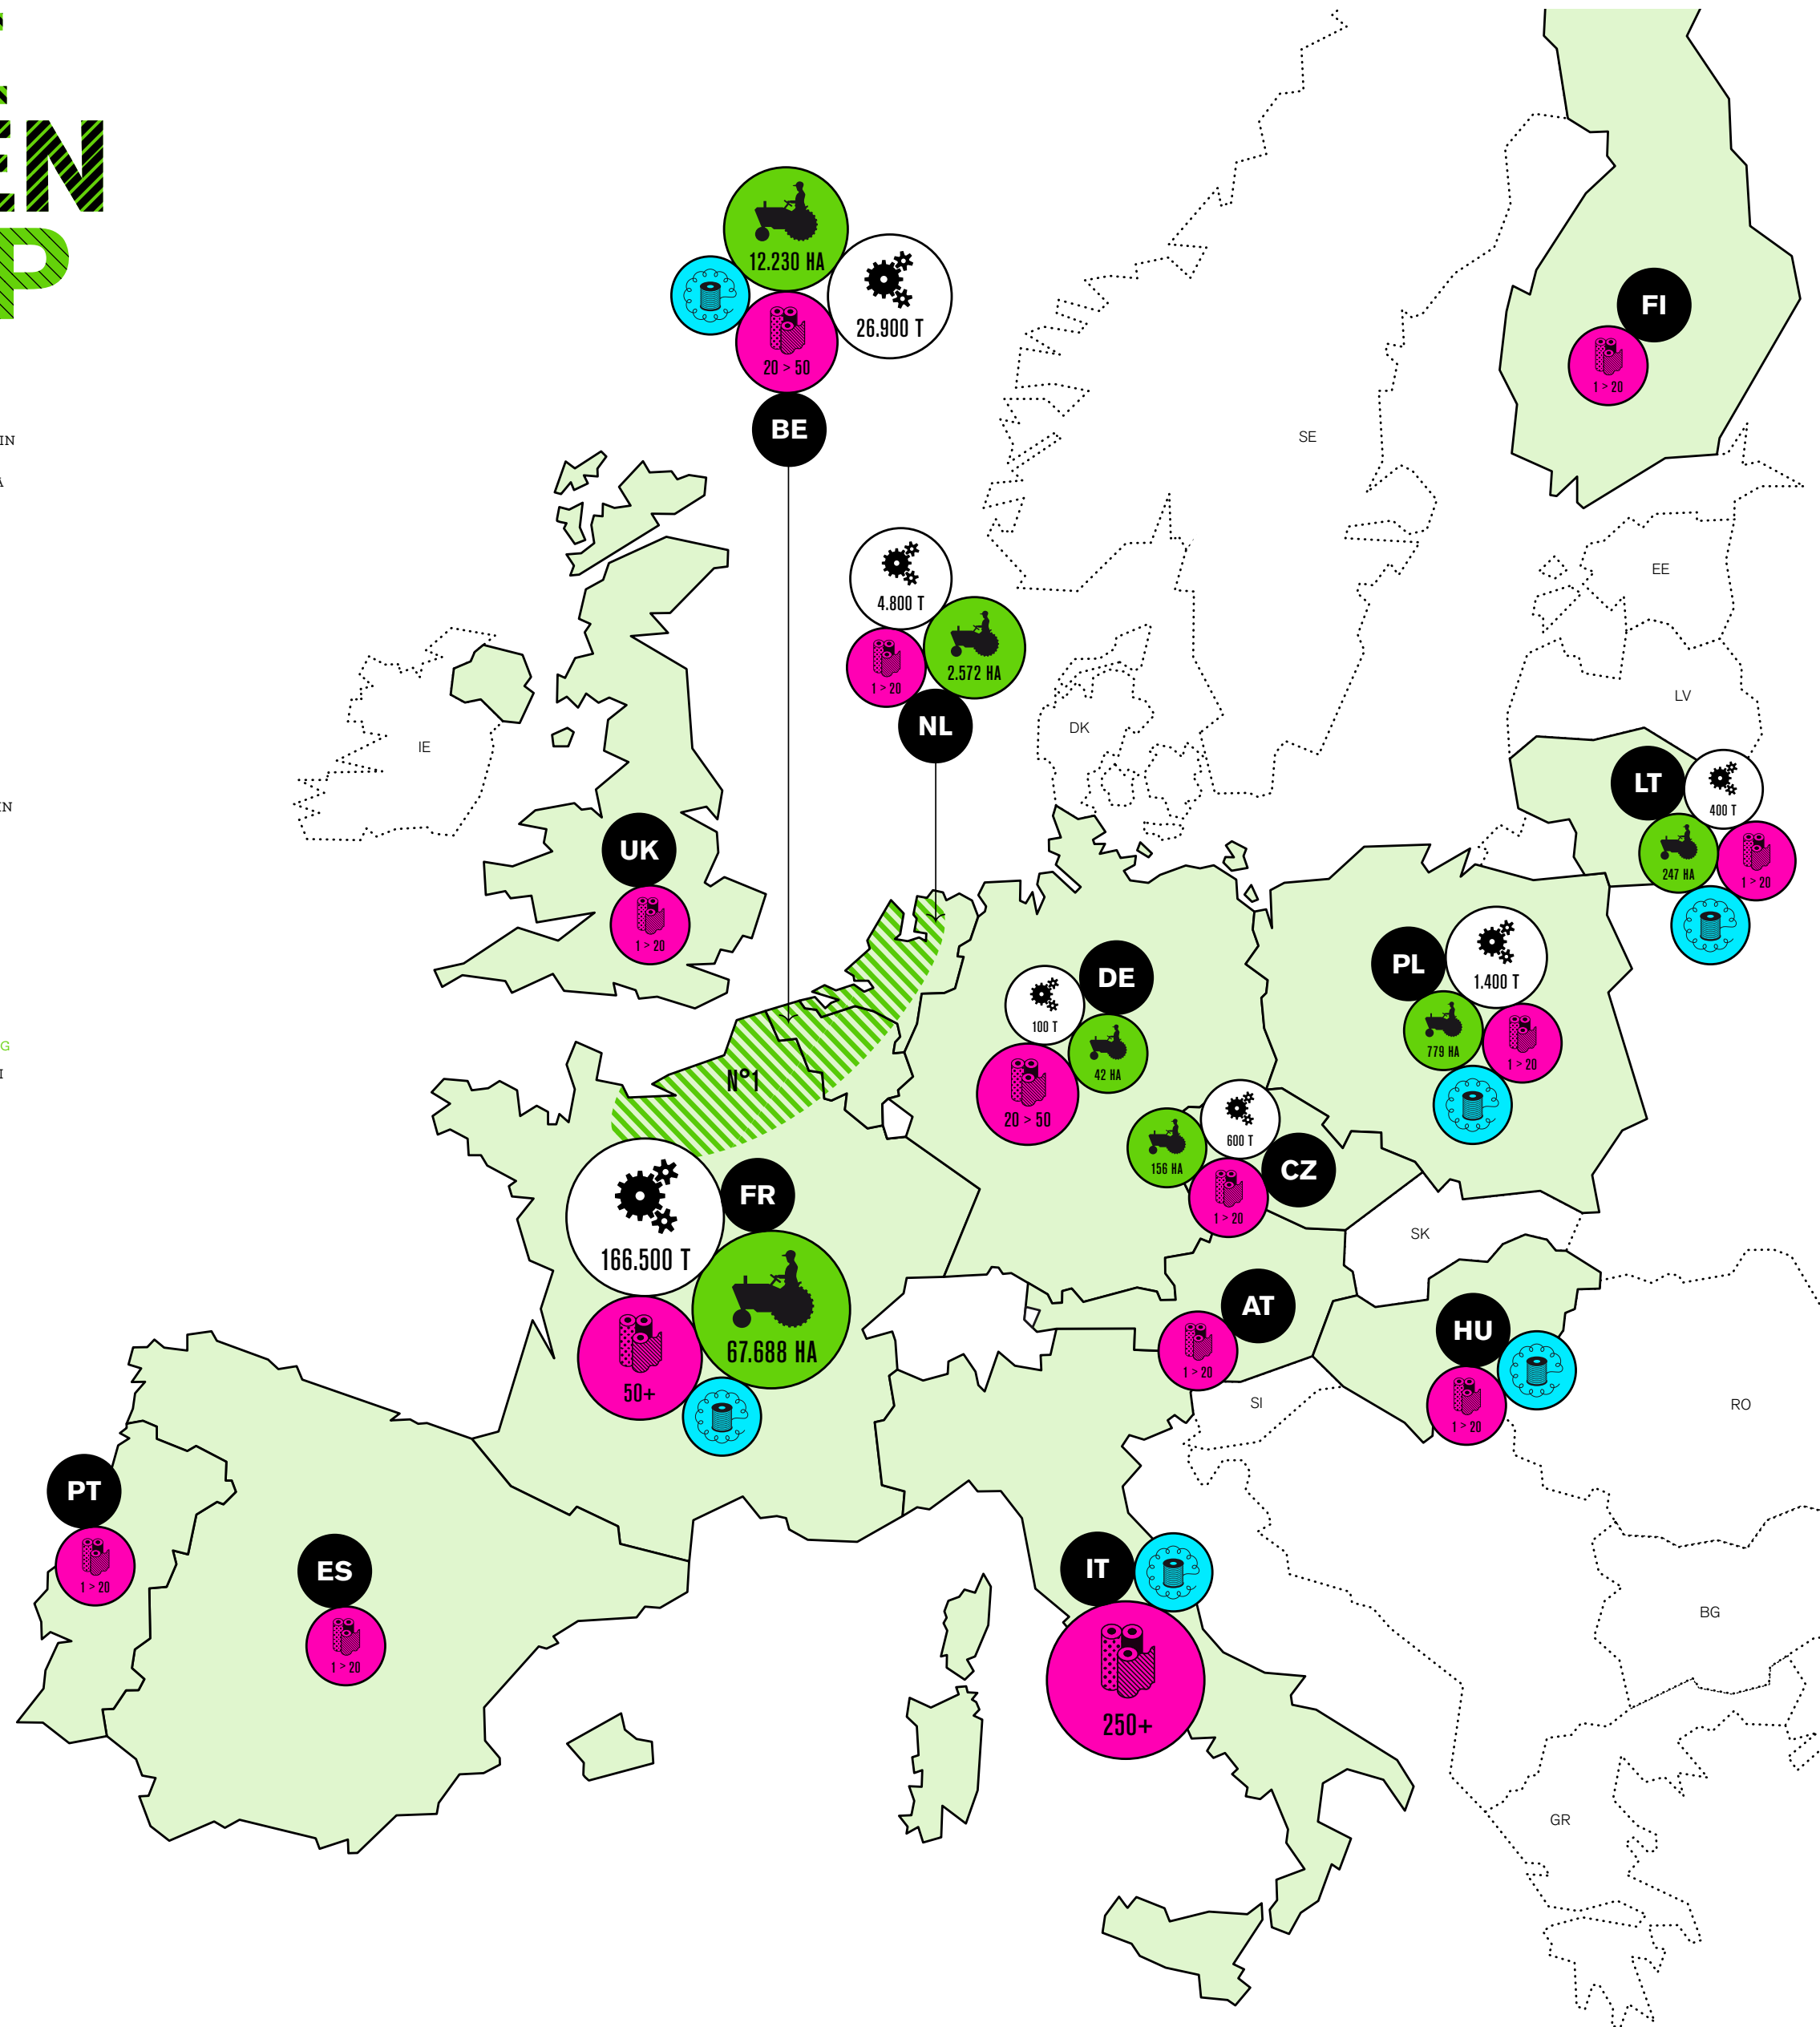 EN
P
IN
A
IN
G
I
12.230 HA
26.900 T
20 > 50
BE
FI
1 > 20
SE
4.800 T
2.572 HA
1 > 20
NL
EE
LV
DK
IE
LT
400 T
247 HA
1 > 20
UK
1 > 20
PL
1.400 T
779 HA
1 > 20
DE
100 T
42 HA
20 > 50
N°1
600 T
156 HA
CZ
1 > 20
FR
166.500 T
67.688 HA
50+
SK
AT
1 > 20
HU
1 > 20
SI
RO
PT
1 > 20
ES
1 > 20
IT
250+
BG
GR